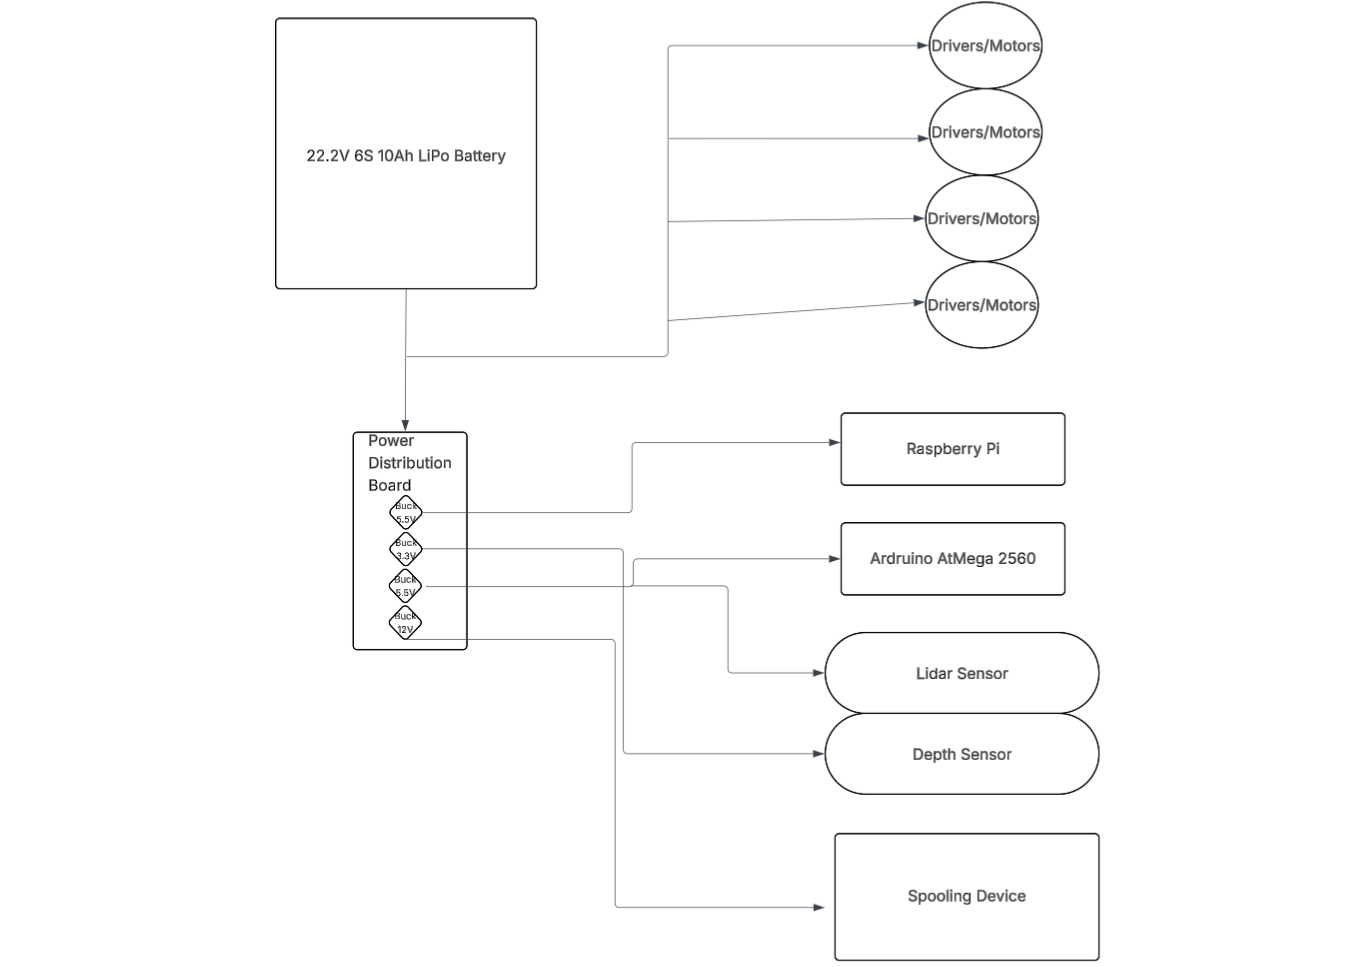 Drivers/Motors
Drivers/Motors
22.2V 6S 10Ah LiPo Battery
Drivers/Motors
Drivers/Motors
Power
Distribution
Board
Buck
5.5V
Buck
3.3V
Buck
5.5V
Buck
12V
Raspberry Pi
Ardruino AtMega 2560
Lidar Sensor
Depth Sensor
Spooling Device